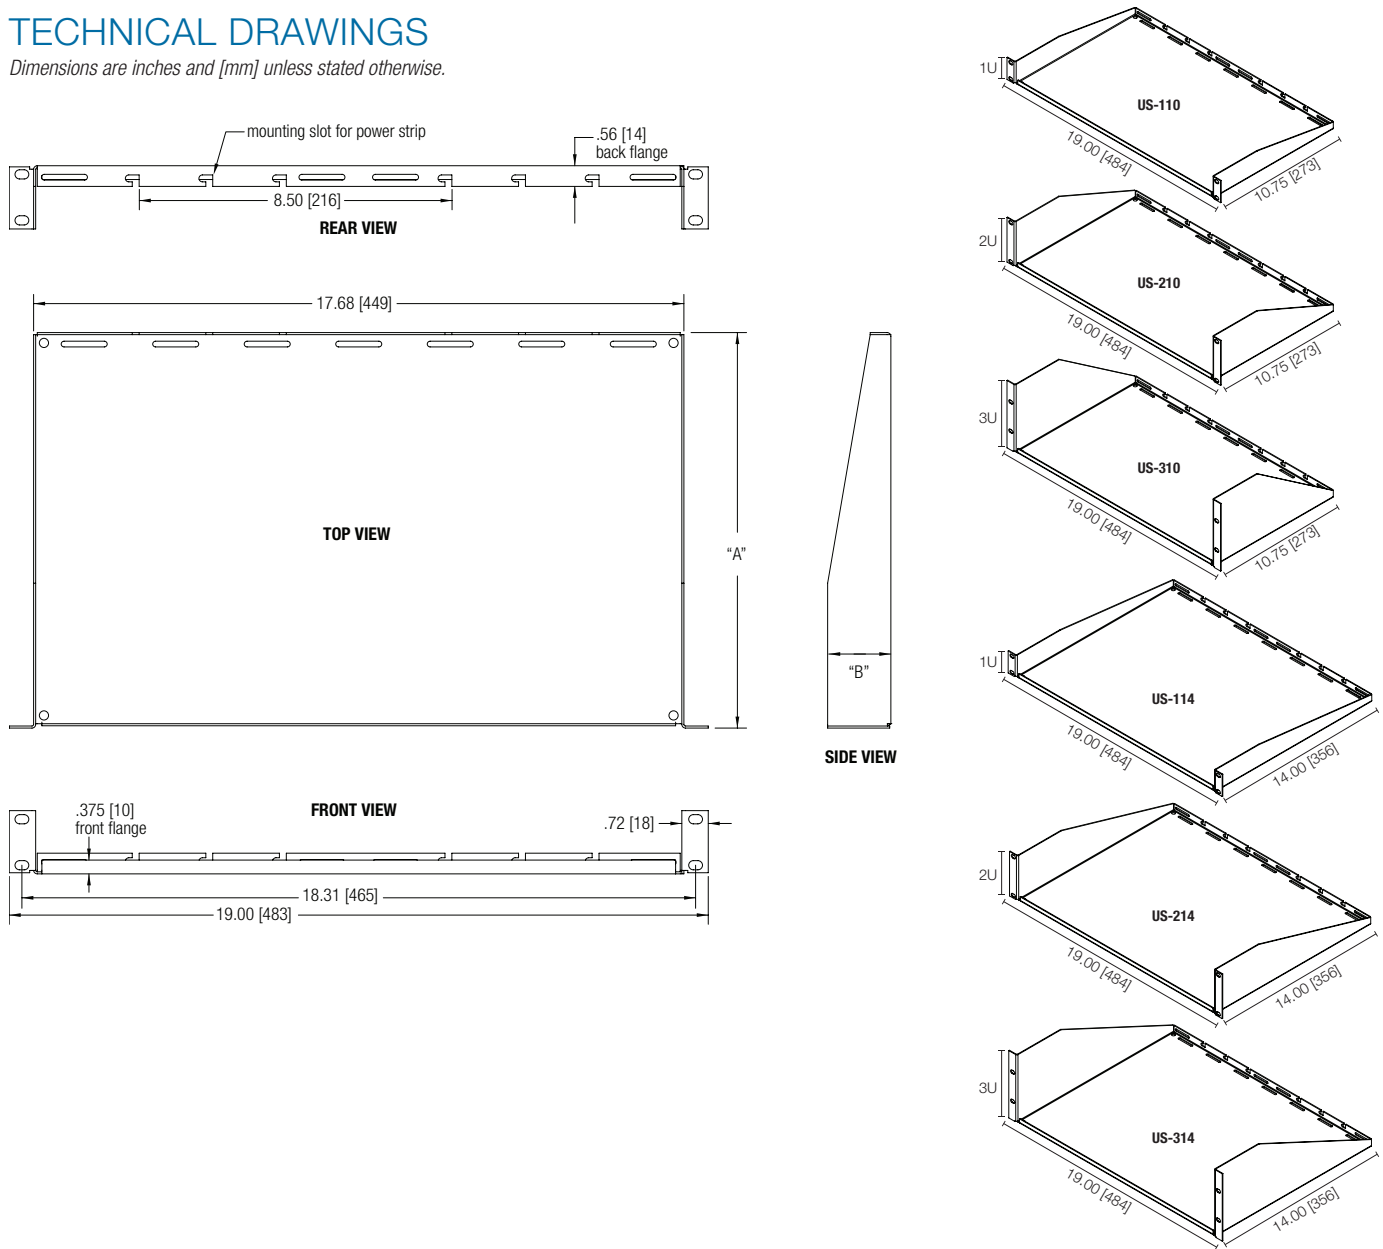 TECHNICAL DRAWINGS
Dimensions are inches and [mm] unless stated otherwise.
mounting slot for power strip
.56 [14]
back flange
8.50 [216]
REAR VIEW
17.68 [449]
TOP VIEW
“A”
“B”
SIDE VIEW
.375 [10]
front flange
FRONT VIEW
.72 [18]
18.31 [465]
19.00 [483]
1U
US-110
19.00 [484]
10.75 [273]
2U
US-210
19.00 [484]
10.75 [273]
3U
US-310
19.00 [484]
10.75 [273]
1U
US-114
19.00 [484]
14.00 [356]
2U
US-214
19.00 [484]
14.00 [356]
3U
US-314
19.00 [484]
14.00 [356]